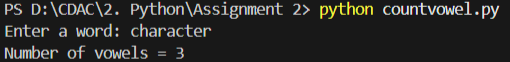 PS D:\CDAC\2. Python\Assignment 2> python countvowel.py
Enter a word: character
Number of vowels = 3